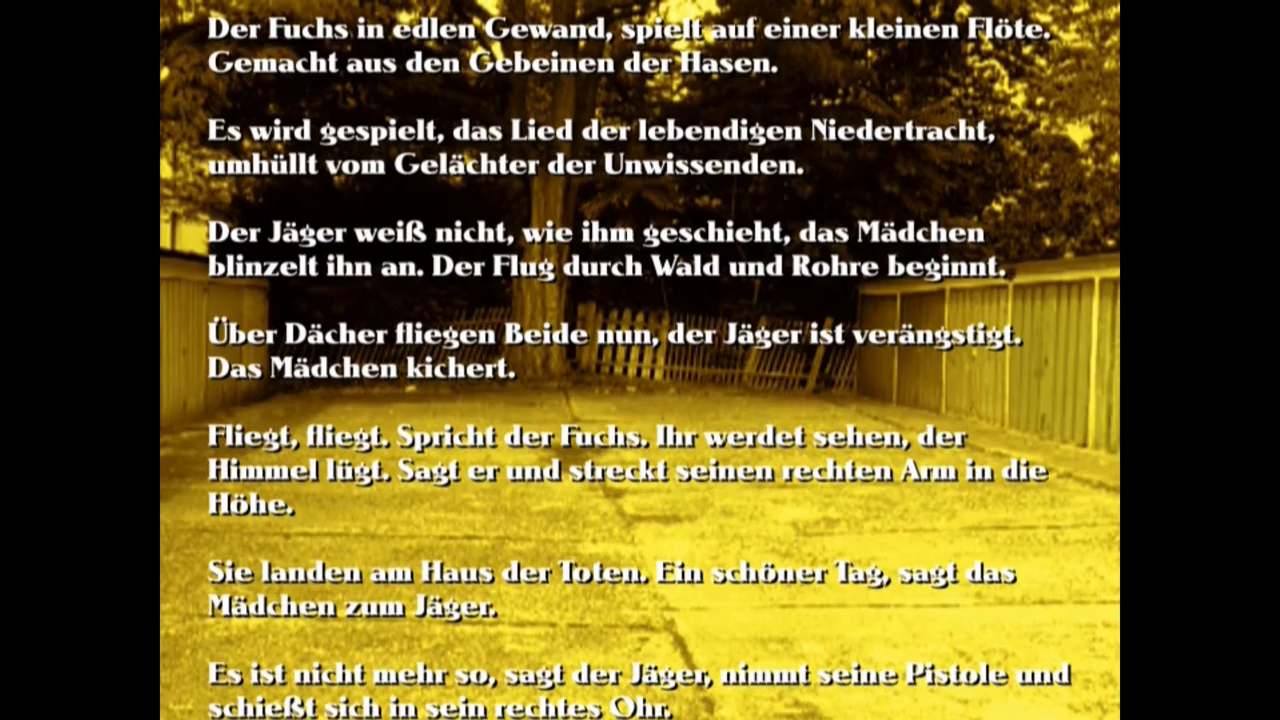 Der Fuchs in edlen Gewand, spielt auf einer kleinen Flöte.
Gemacht aus den Gebeinen der Hasen.
Es wird gespielt, das Lied der lebendigen Niedertracht,
umhüllt vom Gelächter der Unwissenden.
Der Jäger weiß nicht, wie ihm geschieht, das Mädchen
blinzelt ihn an. Der Flug durch Wald und Rohre beginnt.
Über Dächer fliegen Beide nun, der Jäger ist verängstigt.
Das Mädchen kichert.
Fliegt, fliegt. Spricht der Fuchs. Ihr werdet sehen, der
Himmel lügt. Sagt er und streckt seinen rechten Arm in die
Höhe.
Sie landen am Haus der Toten. Ein schöner Tag, sagt das
Mädchen zum Jäger.
Es ist nicht mehr so, sagt der Jäger, nimmt seine Pistole und
schießt sich in sein rechtes Ohr.